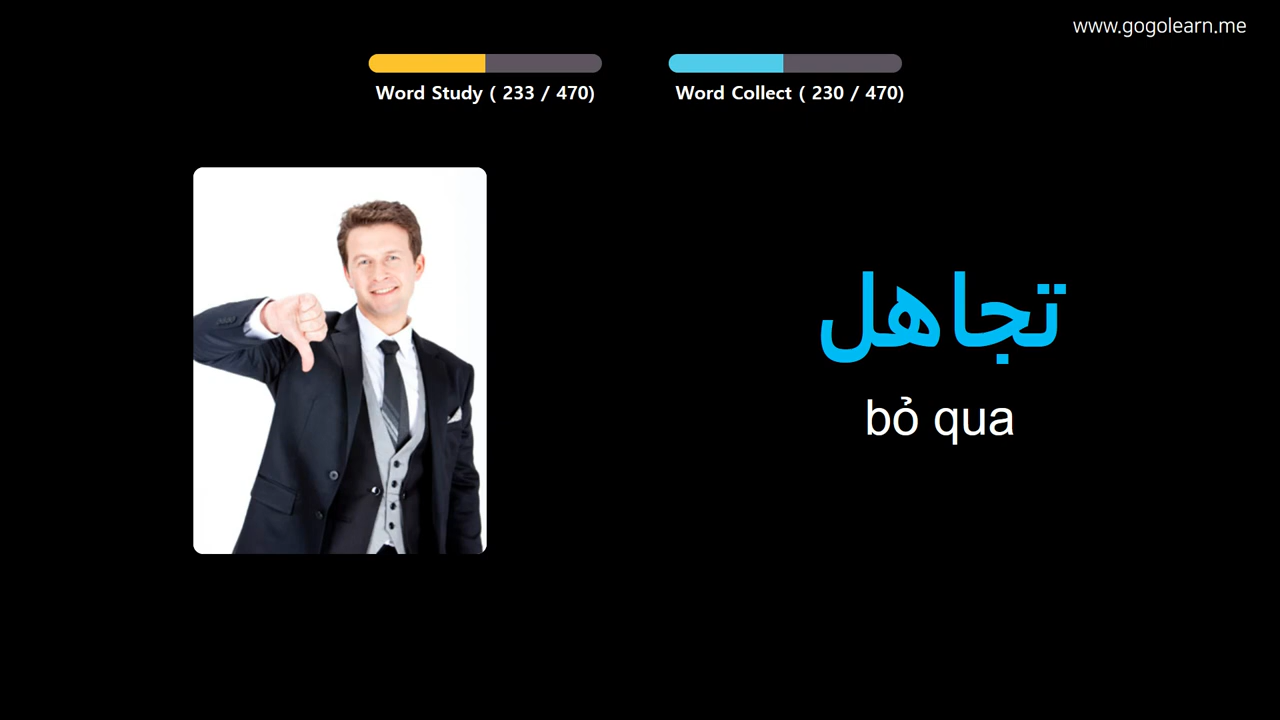 www.gogolearn.me
Word Study ( 233 / 470)
Word Collect ( 230 / 470)
تجاهل
bỏ qua